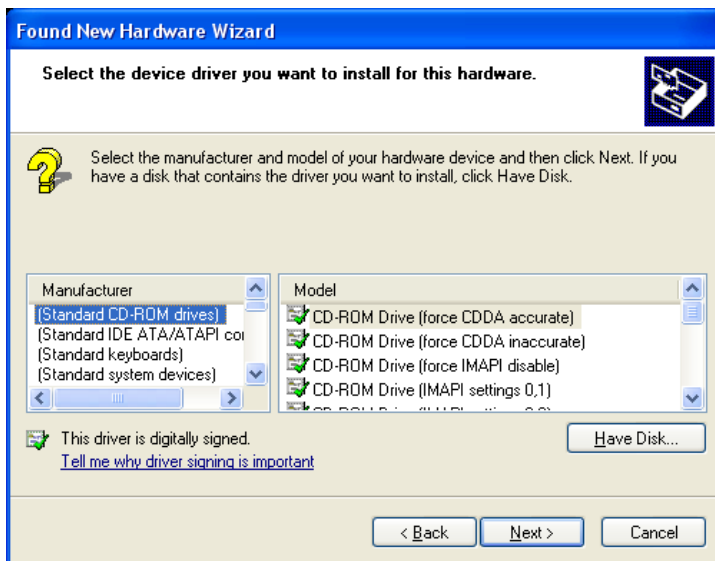 Found New Hardware Wizard
Select the device driver you want to install for this hardware.
Select the manufacturer and model of your hardware device and then click Next. If you
have a disk that contains the driver you want to install, click Have Disk.
Manufacturer
(Standard CD-ROM drives)
(Standard IDE ATA/ATAPI
(Standard keyboards)
(Standard system devices)
Model
CD-ROM Drive (force CDDA accurate)
CD-ROM Drive (force CDDA inaccurate)
CD-ROM Drive (force IMAPI disable)
CD-ROM Drive (IMAPI settings 0,1)
This driver is digitally signed.
Tell me why driver signing is important
Have Disk...
< Back
Next >
Cancel